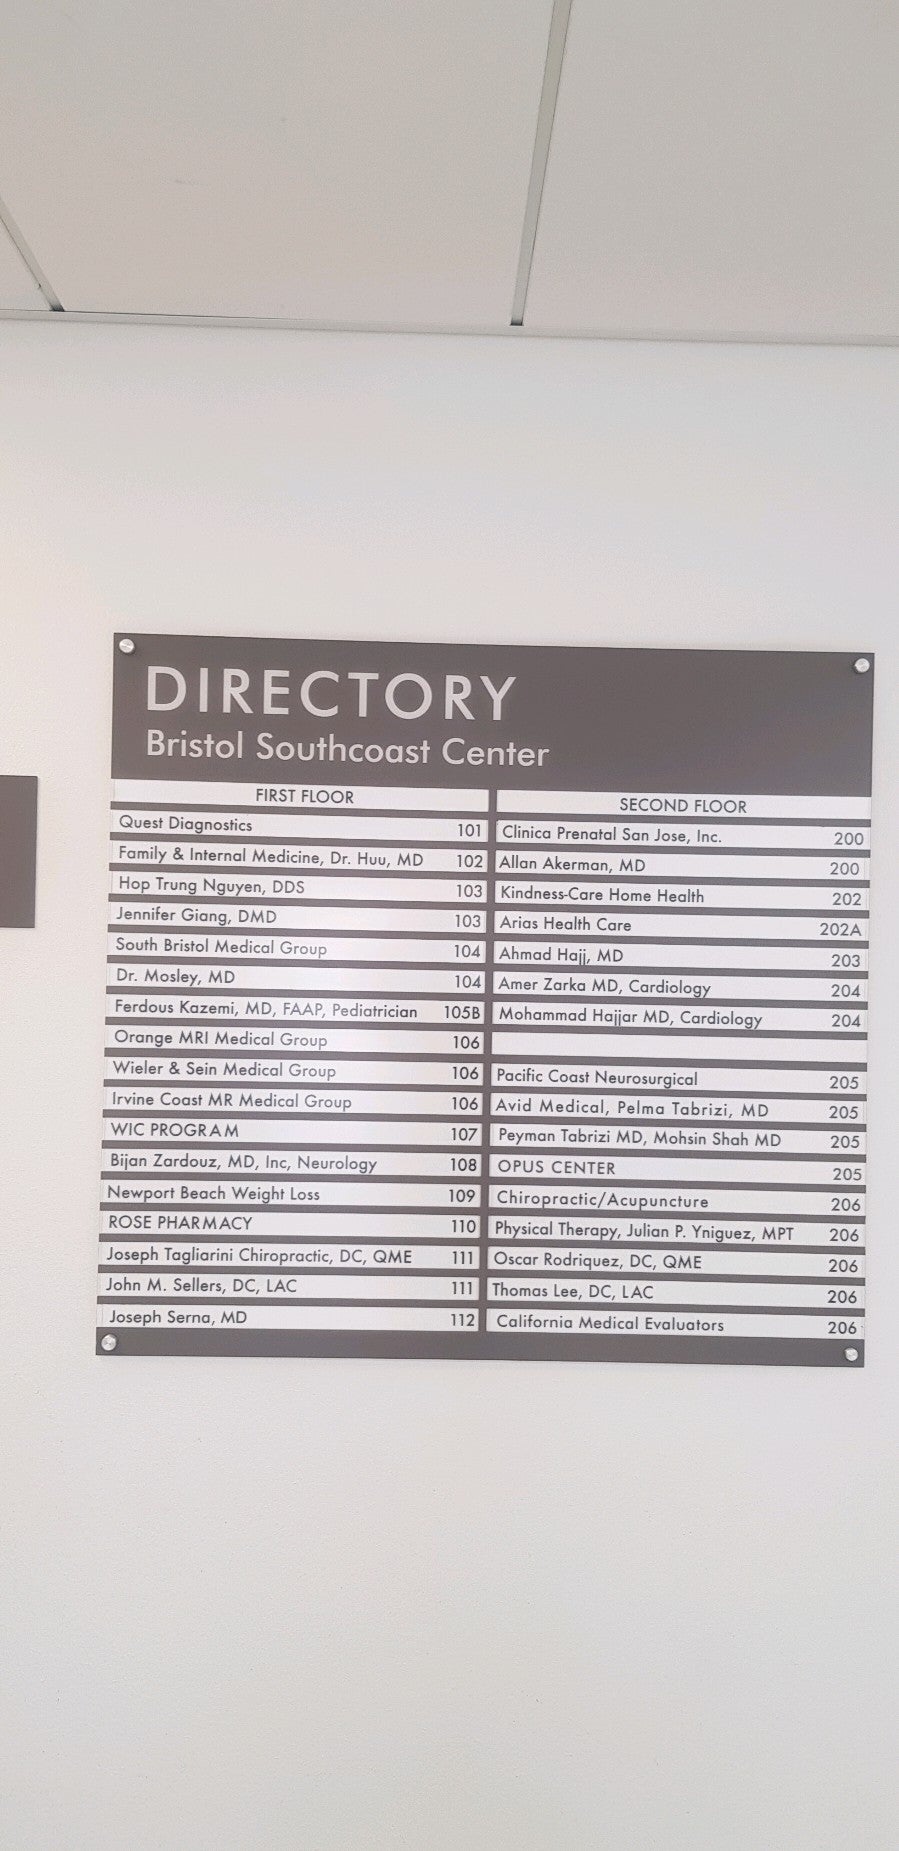 DIRECTORY
Bristol Southcoast Center
FIRST FLOOR
Quest Diagnostics 101
Family & Internal Medicine, Dr. Huu, MD 102
Hop Trung Nguyen, DDS 103
Jennifer Giang, DMD 103
South Bristol Medical Group 104
Dr. Mosley, MD 104
Ferdous Kazemi, MD, FAAP, Pediatrician 105B
Orange MRI Medical Group 106
Wieler & Sein Medical Group 106
Irvine Coast MR Medical Group 106
WIC PROGRAM 107
Bijan Zardouz, MD, Inc, Neurology 108
Newport Beach Weight Loss 109
ROSE PHARMACY 110
Joseph Tagliarini Chiropractic, DC, QME 111
John M. Sellers, DC, LAC 111
Joseph Serna, MD 112
SECOND FLOOR
Clinica Prenatal San Jose, Inc. 200
Allan Akerman, MD 200
Kindness-Care Home Health 202
Arias Health Care 202A
Ahmad Hajj, MD 203
Amer Zarka MD, Cardiology 204
Mohammad Hajjar MD, Cardiology 204
Pacific Coast Neurosurgical 205
Avid Medical, Pelma Tabrizi, MD 205
Peyman Tabrizi MD, Mohsin Shah MD 205
OPUS CENTER 205
Chiropractic/Acupuncture 206
Physical Therapy, Julian P. Yniguez, MPT 206
Oscar Rodriquez, DC, QME 206
Thomas Lee, DC, LAC 206
California Medical Evaluators 206